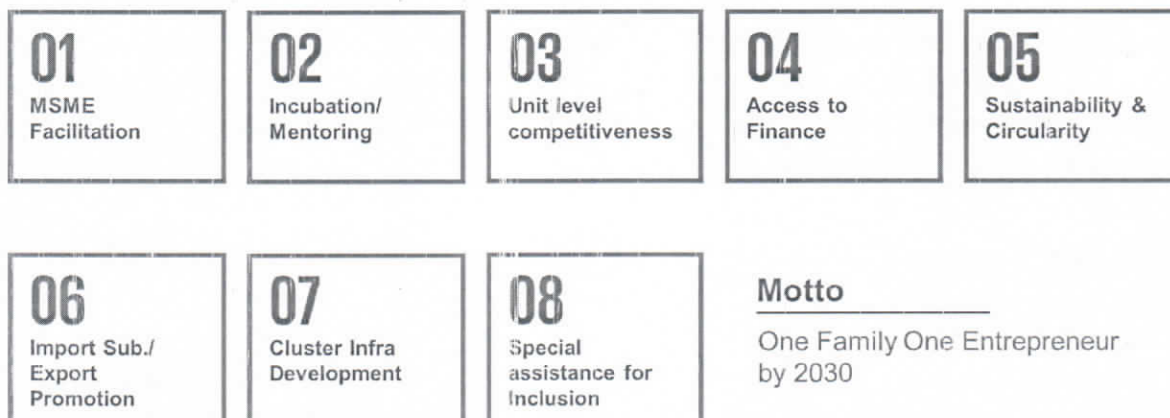 01
MSME
Facilitation
02
Incubation/
Mentoring
03
Unit level
competitiveness
04
Access to
Finance
05
Sustainability &
Circularity
06
Import Sub./
Export
Promotion
07
Cluster Infra
Development
08
Special
assistance for
Inclusion
Motto
One Family One Entrepreneur
by 2030